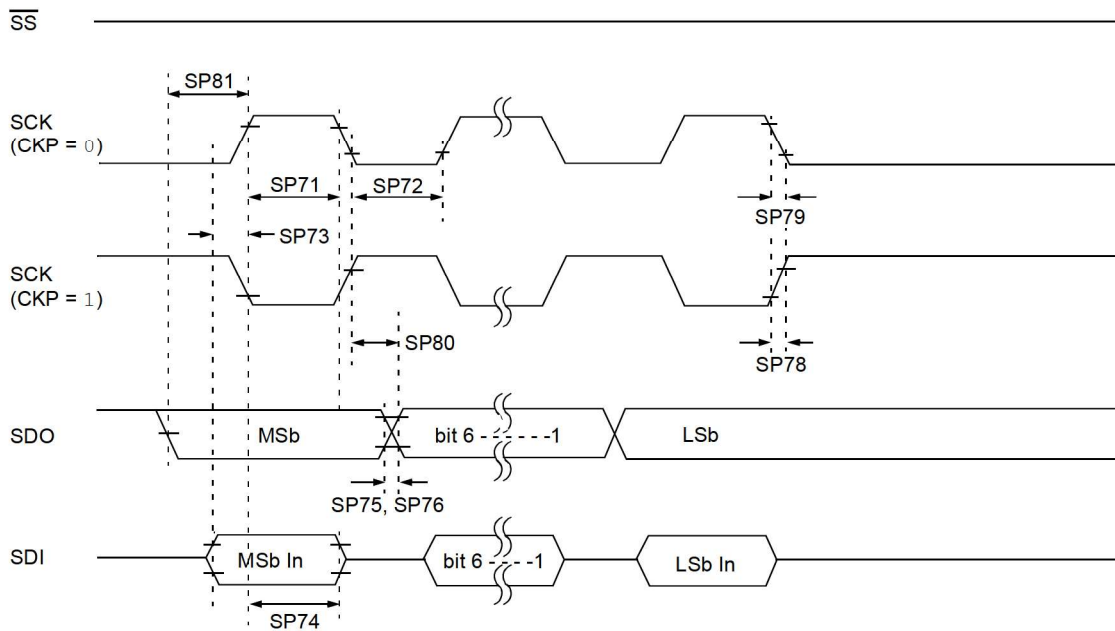 SS
SP81
SCK
(CKP = 0)
SP71
SP72
SP79
SP73
SCK
(CKP = 1)
SP80
SP78
SDO
MSb
bit 6 - - - - - -1
LSb
SP75, SP76
SDI
MSb In
bit 6 - - - - - -1
LSb In
SP74